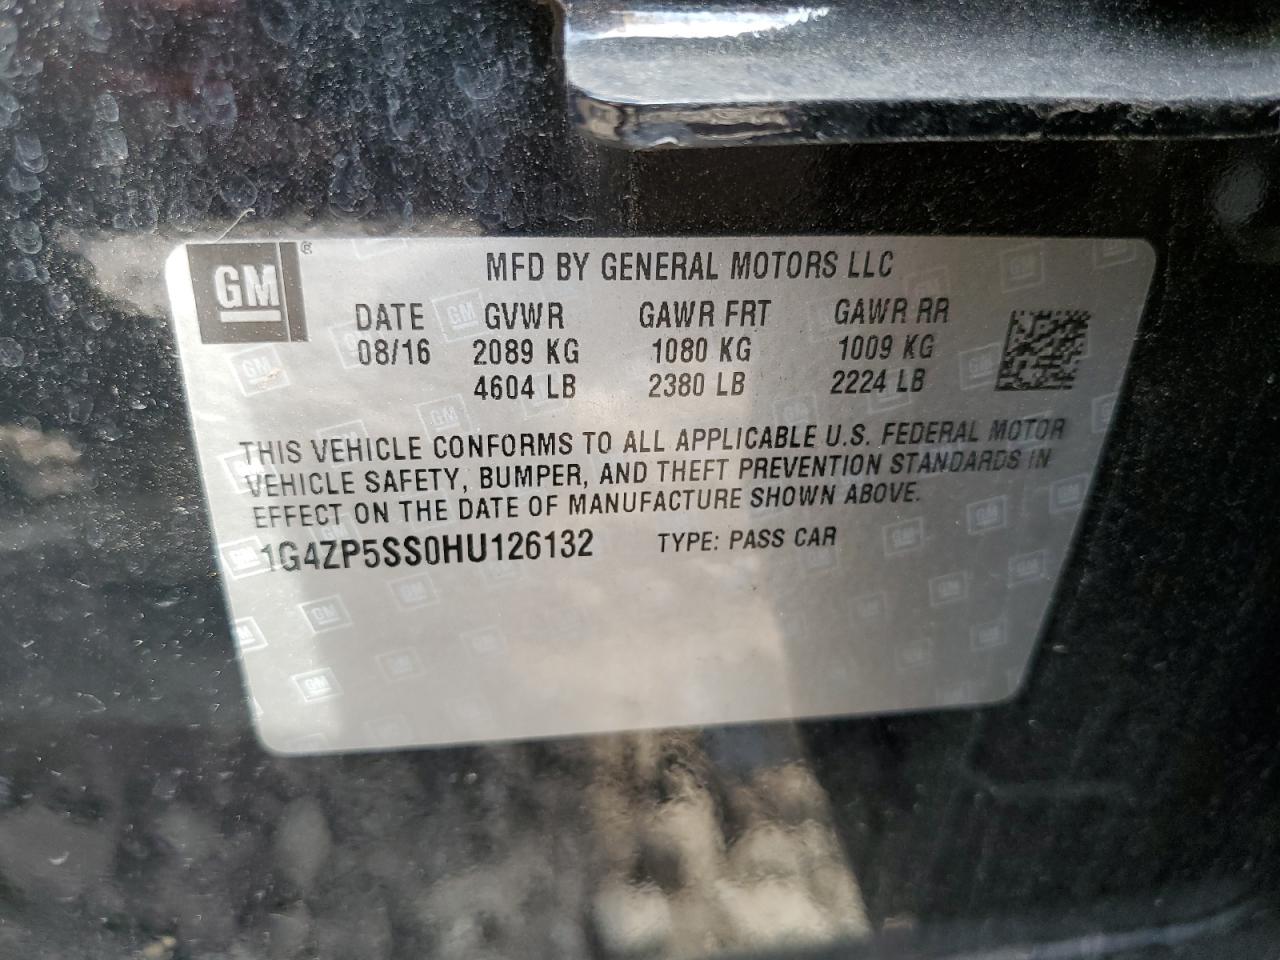 GM ®
MFD BY GENERAL MOTORS LLC
DATE GVWR GAWR FRT GAWR RR
08/16 2089 KG 1080 KG 1009 KG
4604 LB 2380 LB 2224 LB
THIS VEHICLE CONFORMS TO ALL APPLICABLE U.S. FEDERAL MOTOR
VEHICLE SAFETY, BUMPER, AND THEFT PREVENTION STANDARDS IN
EFFECT ON THE DATE OF MANUFACTURE SHOWN ABOVE.
1G4ZP5SS0HU126132 TYPE: PASS CAR